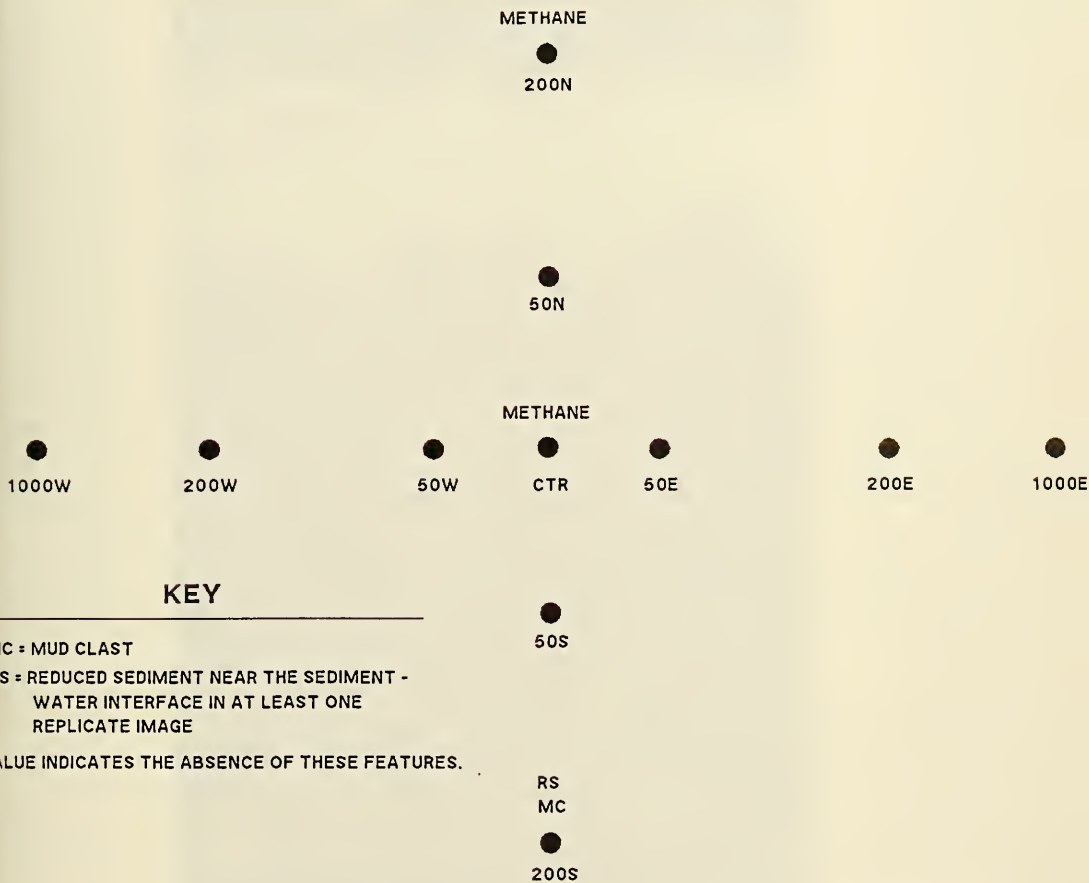 METHANE
200N
50N
METHANE
1000W 200W 50W CTR 50E 200E 1000E
KEY
50S
C = MUD CLAST
S = REDUCED SEDIMENT NEAR THE SEDIMENT -
WATER INTERFACE IN AT LEAST ONE
REPLICATE IMAGE
INDICATES THE ABSENCE OF THESE FEATURES.
RS
MC
200S